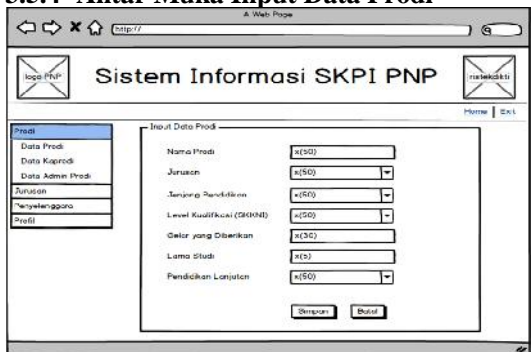 3.3.4 Antar Muka Input Data Prodi
A Web Page
http://
logo PNP
Sistem Informasi SKPI PNP
ristekdikti
Home | Exit
Prodi
Data Prodi
Data Kaprodi
Data Admin Prodi
Jurusan
Penyelenggara
Profil
Input Data Prodi
Nama Prodi x(50)
Jurusan x(50)
Jenjang Pendidikan x(50)
Level Kualifikasi (SKKNI) x(50)
Gelar yang Diberikan x(30)
Lama Studi x(5)
Pendidikan Lanjutan x(50)
Simpan Batal